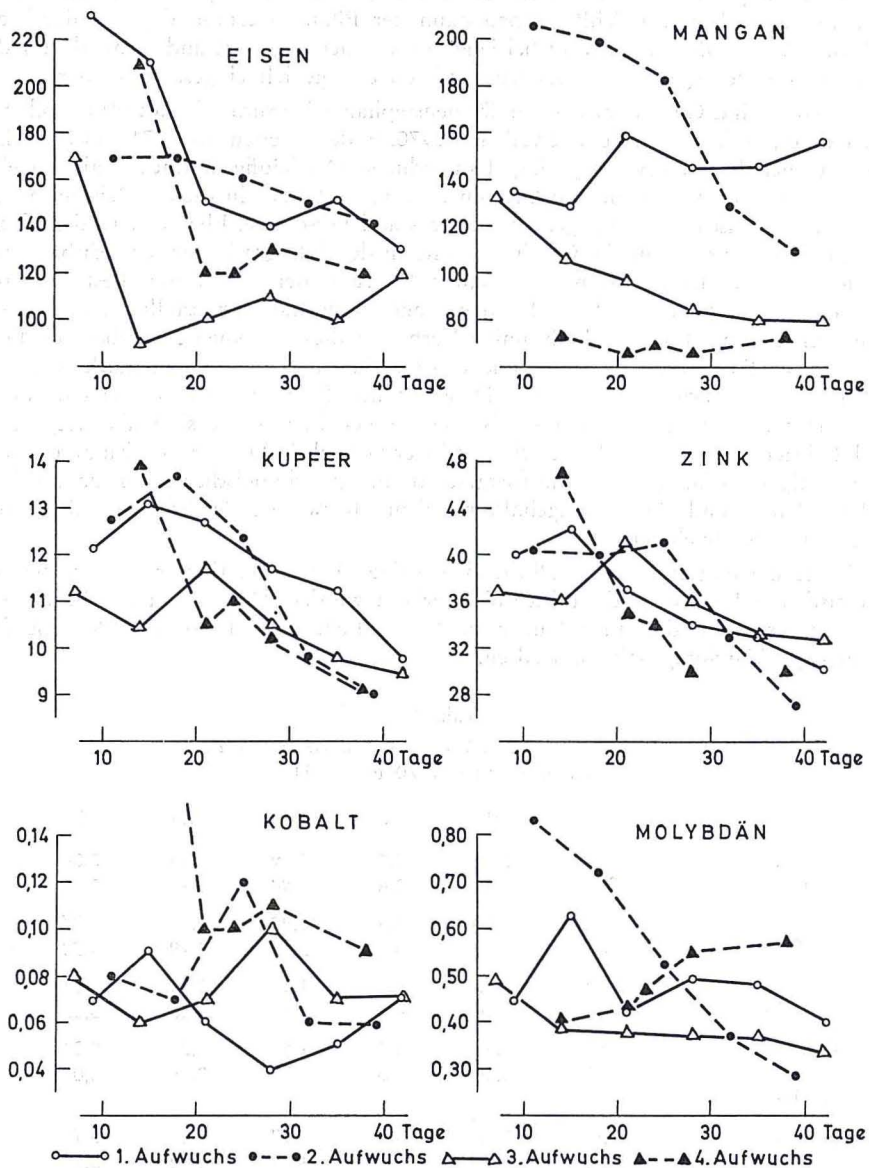 EISEN
220
200
180
160
140
120
100
10 20 30 40 Tage
MANGAN
200
180
160
140
120
100
80
10 20 30 40 Tage
KUPFER
14
13
12
11
10
9
10 20 30 40 Tage
ZINK
48
44
40
36
32
28
10 20 30 40 Tage
KOBALT
0,14
0,12
0,10
0,08
0,06
0,04
10 20 30 40 Tage
MOLYBDÄN
0,80
0,70
0,60
0,50
0,40
0,30
10 20 30 40 Tage
1. Aufwuchs 2. Aufwuchs 3. Aufwuchs 4. Aufwuchs